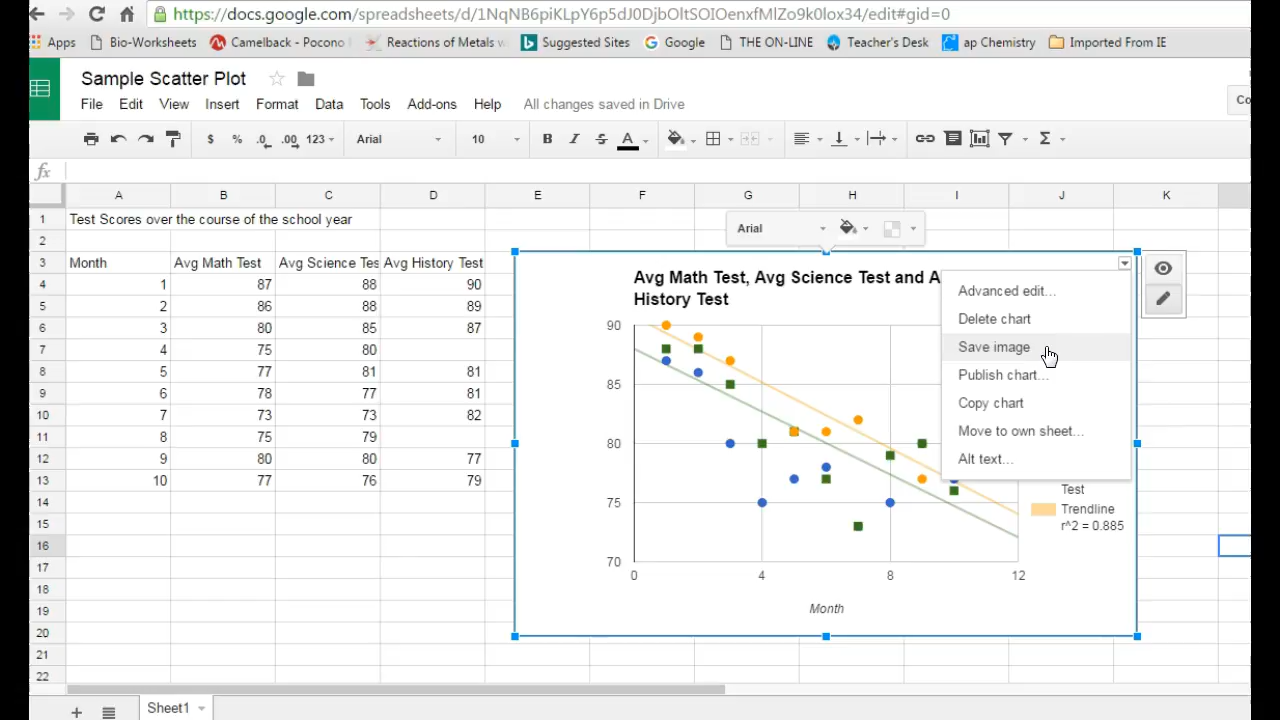 https://docs.google.com/spreadsheets/d/1NqNB6piKLpY6p5dJ0DjbOltSOIOenxfMlZo9k0lox34/edit#gid=0
Apps Bio-Worksheets Camelback - Pocono Reactions of Metals Suggested Sites Google THE ON-LINE Teacher's Desk ap Chemistry Imported From IE
Sample Scatter Plot
File Edit View Insert Format Data Tools Add-ons Help All changes saved in Drive
Co
$ % .0 .00 123 Arial 10 B I S A Σ
fx
A B C D E F G H I J K
1 Test Scores over the course of the school year
2
Arial
3 Month Avg Math Test Avg Science Tes Avg History Test
4 1 87 88 90
5 2 86 88 89
6 3 80 85 87
7 4 75 80
8 5 77 81 81
9 6 78 77 81
10 7 73 73 82
11 8 75 79
12 9 80 80 77
13 10 77 76 79
14
15
16
17
18
19
20
21
22
Avg Math Test, Avg Science Test and A
History Test
90
85
80
75
70
0 4 8 12
Month
Advanced edit...
Delete chart
Save image
Publish chart...
Copy chart
Move to own sheet...
Alt text...
Test
Trendline
r^2 = 0.885
+ Sheet1